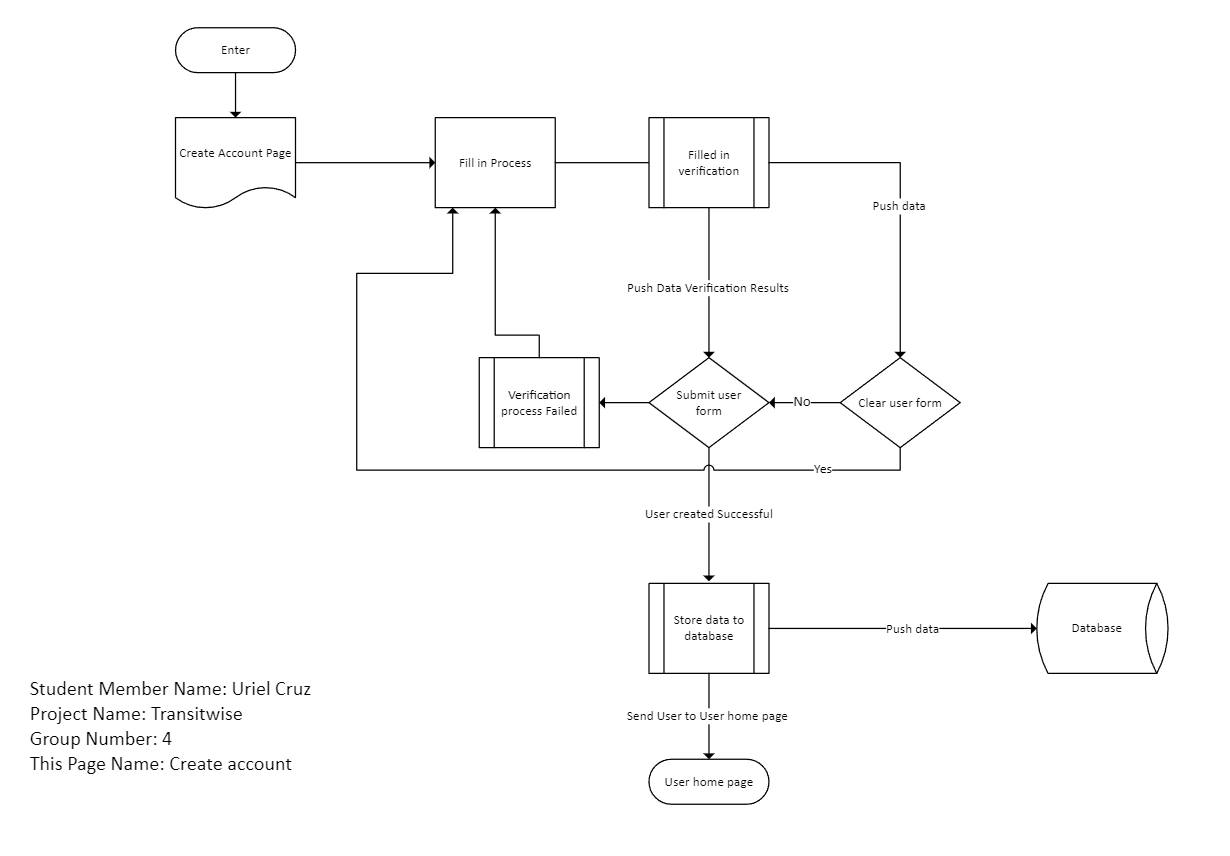 Enter
Create Account Page
Fill in Process
Filled in
verification
Push data
Push Data Verification Results
Verification
process Failed
Submit user
form
No
Clear user form
Yes
User created Successful
Store data to
database
Push data
Database
Send User to User home page
User home page
Student Member Name: Uriel Cruz
Project Name: Transitwise
Group Number: 4
This Page Name: Create account